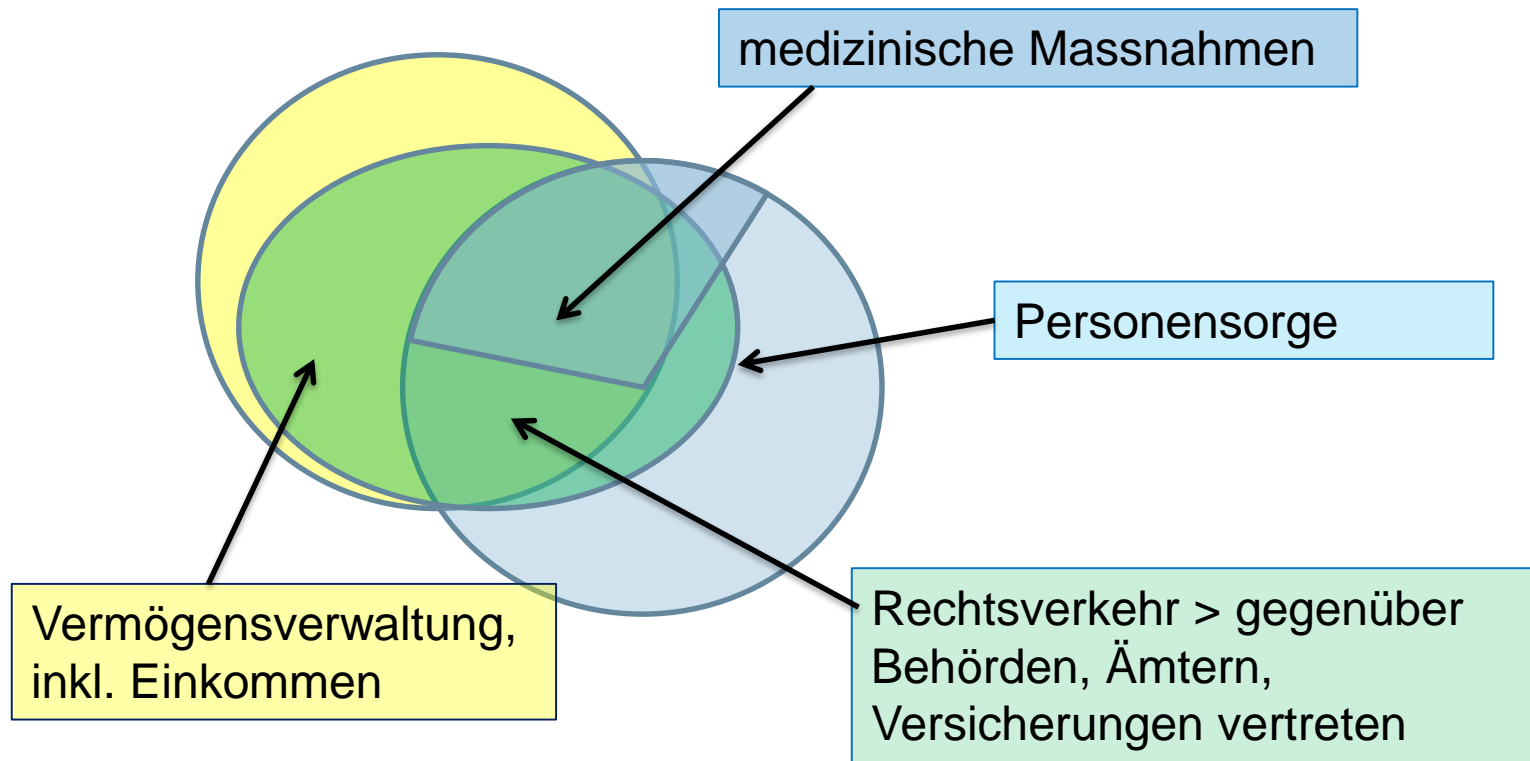 medizinische Massnahmen
Personensorge
Vermögensverwaltung,
inkl. Einkommen
Rechtsverkehr > gegenüber
Behörden, Ämtern,
Versicherungen vertreten